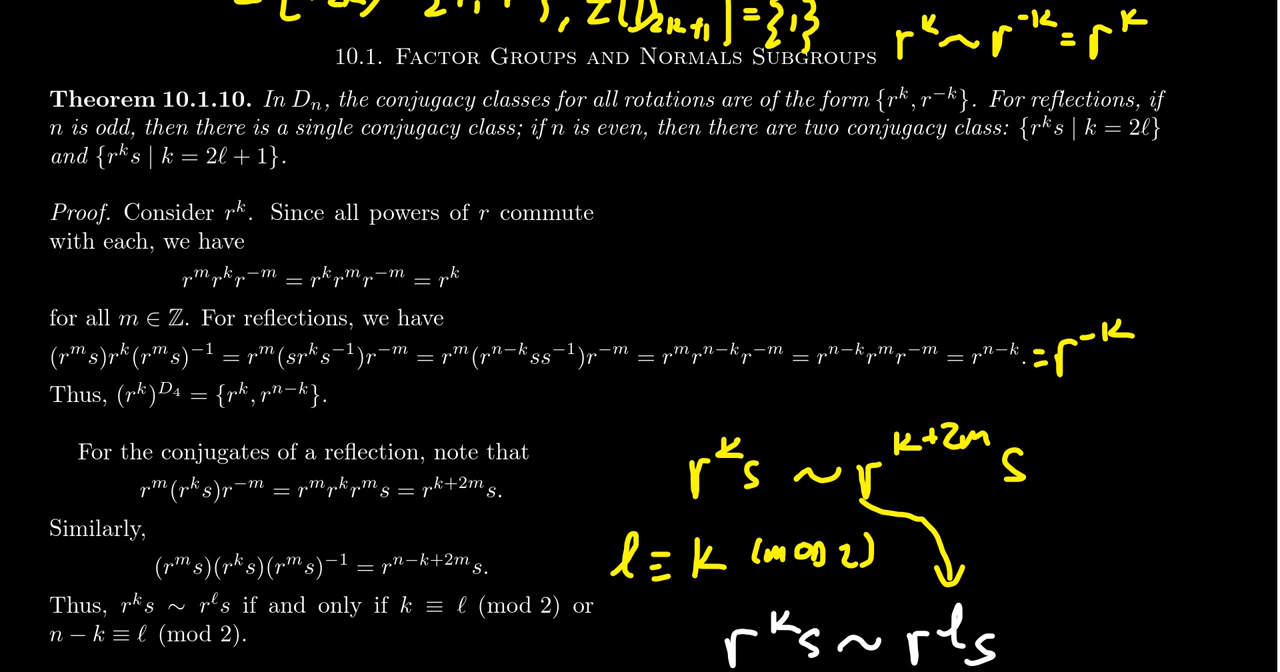 Z(D_{2k+1}) = {1}
r^k ~ r^{-k} = r^k
10.1. Factor Groups and Normals Subgroups
Theorem 10.1.10. In D_n, the conjugacy classes for all rotations are of the form {r^k, r^{−k}}. For reflections, if
n is odd, then there is a single conjugacy class; if n is even, then there are two conjugacy class: {r^k s | k = 2ℓ}
and {r^k s | k = 2ℓ + 1}.
Proof. Consider r^k. Since all powers of r commute
with each, we have
r^m r^k r^{−m} = r^k r^m r^{−m} = r^k
for all m ∈ ℤ. For reflections, we have
(r^m s)r^k(r^m s)^{−1} = r^m(sr^k s^{−1})r^{−m} = r^m(r^{n−k}ss^{−1})r^{−m} = r^m r^{n−k}r^{−m} = r^{n−k}r^m r^{−m} = r^{n−k}. = r^{-k}
Thus, (r^k)^{D_4} = {r^k, r^{n−k}}.
For the conjugates of a reflection, note that
r^m(r^k s)r^{−m} = r^m r^k r^m s = r^{k+2m}s.
r^k s ~ r^{k+2m} s
Similarly,
(r^m s)(r^k s)(r^m s)^{−1} = r^{n−k+2m}s.
l ≡ k (mod 2)
Thus, r^k s ∼ r^ℓ s if and only if k ≡ ℓ (mod 2) or
n − k ≡ ℓ (mod 2).
r^k s ~ r^l s